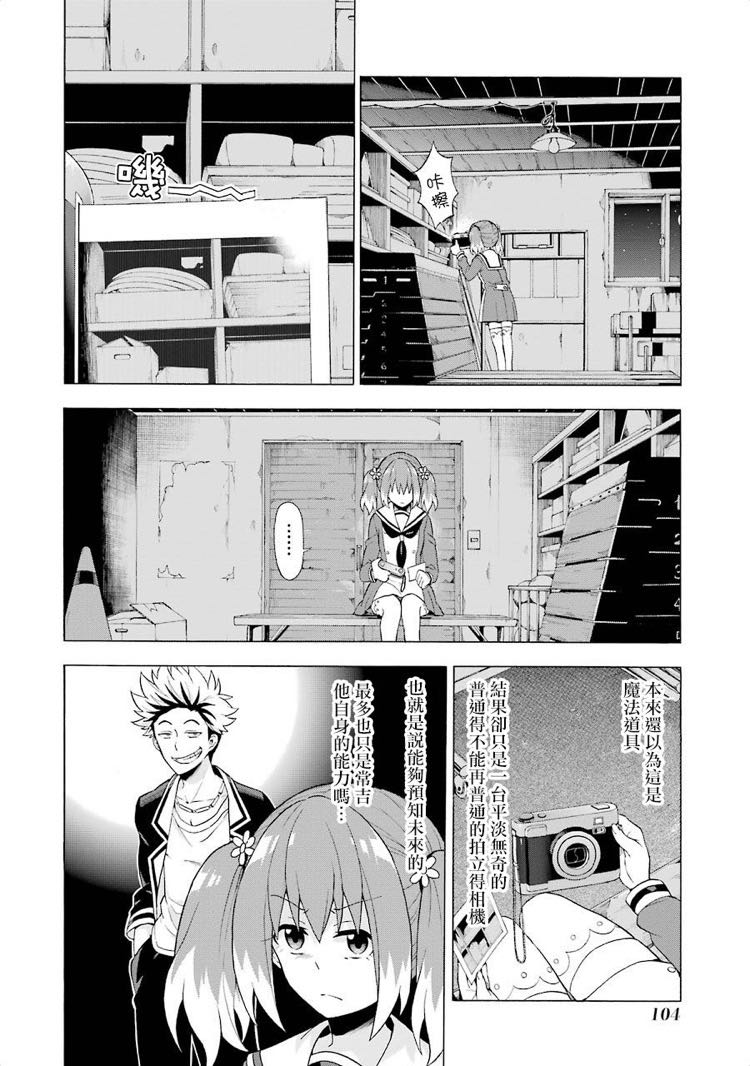 咔擦
嘰
⋯⋯
本來還以為這是
魔法道具
結果卻只是一台平淡無奇的
普通得不能再普通的拍立得相機
也就是說能夠預知未來的
最多也只是常吉
他自身的能力嗎…
104